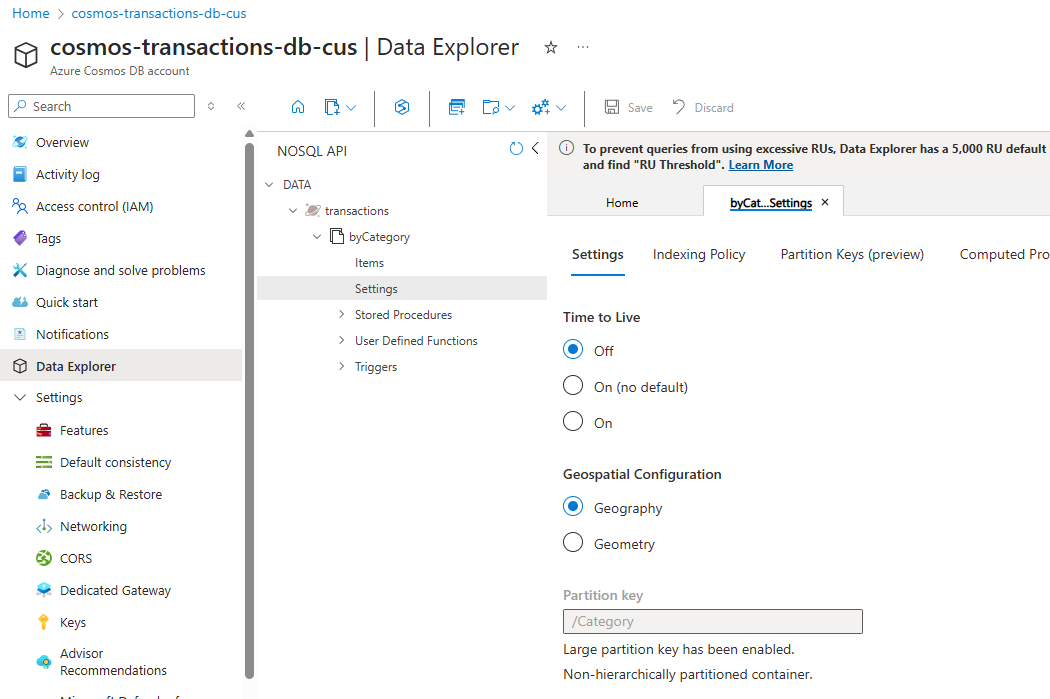 Home > cosmos-transactions-db-cus
cosmos-transactions-db-cus | Data Explorer
Azure Cosmos DB account
Search
Save
Discard
Overview
Activity log
Access control (IAM)
Tags
Diagnose and solve problems
Quick start
Notifications
Data Explorer
Settings
Features
Default consistency
Backup & Restore
Networking
CORS
Dedicated Gateway
Keys
Advisor
Recommendations
NOSQL API
DATA
transactions
byCategory
Items
Settings
Stored Procedures
User Defined Functions
Triggers
To prevent queries from using excessive RUs, Data Explorer has a 5,000 RU default
and find "RU Threshold". Learn More
Home
byCat...Settings
Settings
Indexing Policy
Partition Keys (preview)
Computed Pro
Time to Live
Off
On (no default)
On
Geospatial Configuration
Geography
Geometry
Partition key
/Category
Large partition key has been enabled.
Non-hierarchically partitioned container.